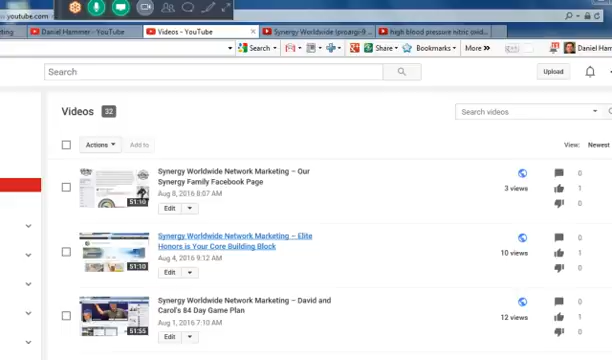 youtube.com
Daniel Hammer - YouTube
Videos - YouTube
Synergy Worldwide (proargi-9
high blood pressure nitric oxid
Search
Share
Bookmarks
More »
Daniel Ham
Search
Upload
Videos 32
Search videos
Actions
Add to
View:
Newest
Synergy Worldwide Network Marketing – Our
Synergy Family Facebook Page
Aug 8, 2016 8:07 AM
Edit
51:10
3 views
0
1
0
Synergy Worldwide Network Marketing – Elite
Honors is Your Core Building Block
Aug 4, 2016 9:12 AM
Edit
51:10
10 views
0
1
0
Synergy Worldwide Network Marketing – David and
Carol's 84 Day Game Plan
Aug 1, 2016 7:10 AM
Edit
51:55
12 views
0
1
0